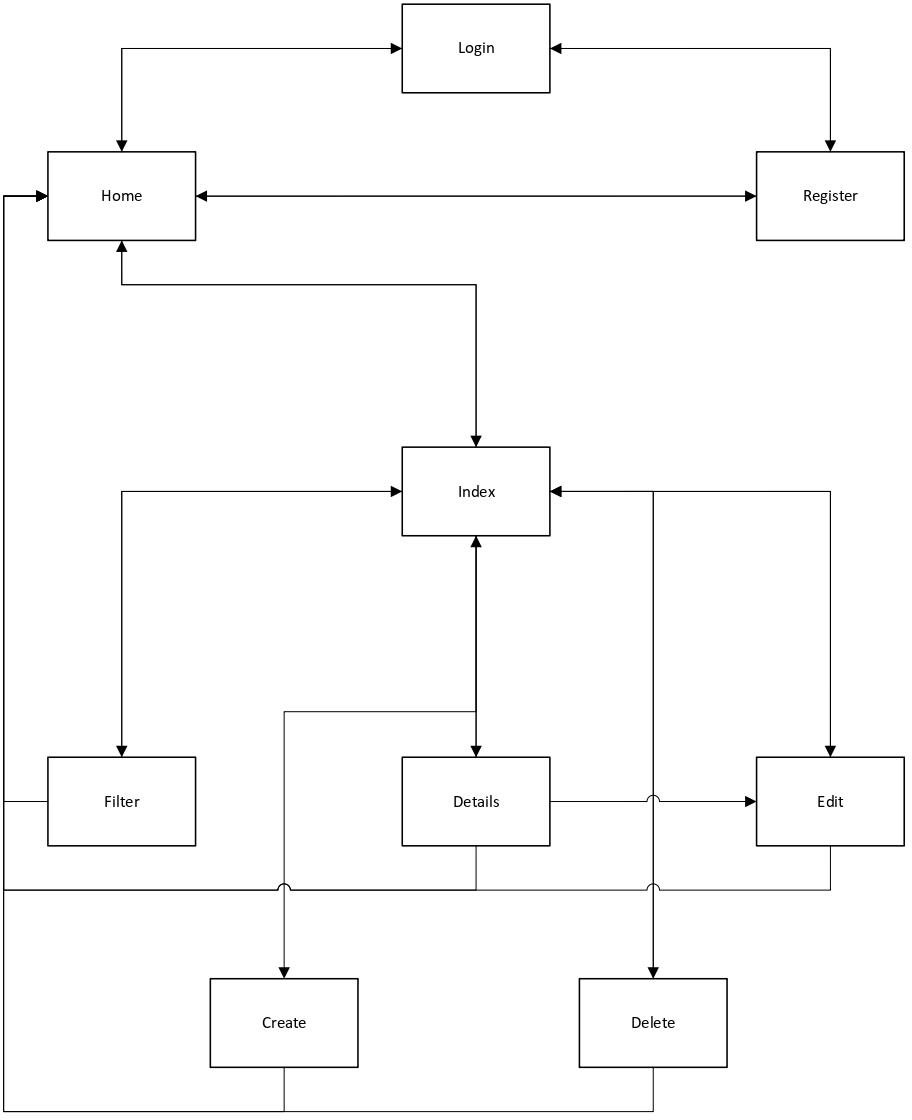 Login
Home
Register
Index
Filter
Details
Edit
Create
Delete